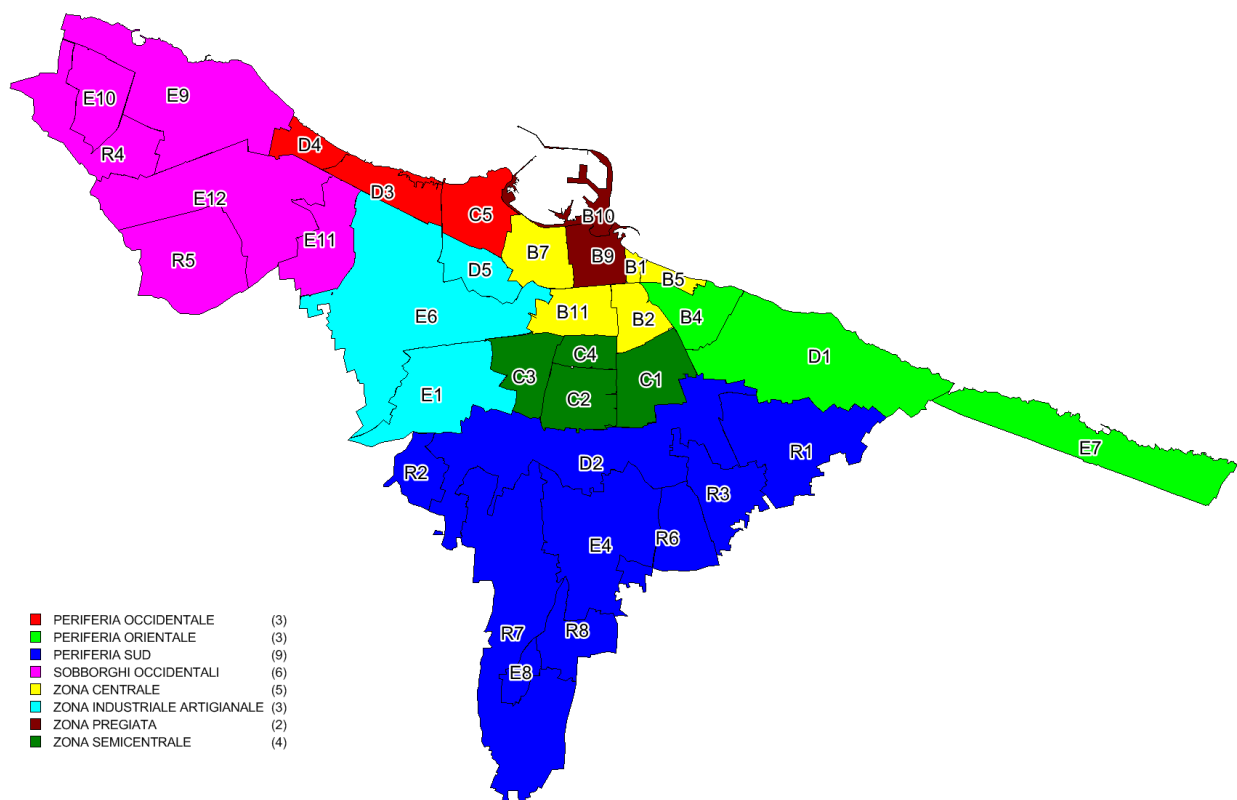 E10
E9
D4
R4
D3
E12
C5
B10
E11
R5
B7
B9
B1
D5
B5
B11
B2
B4
E6
C4
D1
C3
C1
E1
C2
E7
R1
D2
R2
R3
R6
E4
R7
R8
E8
PERIFERIA OCCIDENTALE (3)
PERIFERIA ORIENTALE (3)
PERIFERIA SUD (9)
SOBBORGHI OCCIDENTALI (6)
ZONA CENTRALE (5)
ZONA INDUSTRIALE ARTIGIANALE (3)
ZONA PREGIATA (2)
ZONA SEMICENTRALE (4)